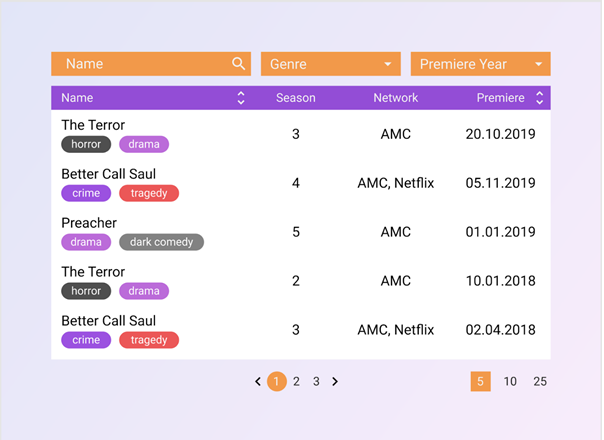 Name Genre Premiere Year
Name Season Network Premiere
The Terror
horror drama 3 AMC 20.10.2019
Better Call Saul
crime tragedy 4 AMC, Netflix 05.11.2019
Preacher
drama dark comedy 5 AMC 01.01.2019
The Terror
horror drama 2 AMC 10.01.2018
Better Call Saul
crime tragedy 3 AMC, Netflix 02.04.2018
1 2 3 5 10 25